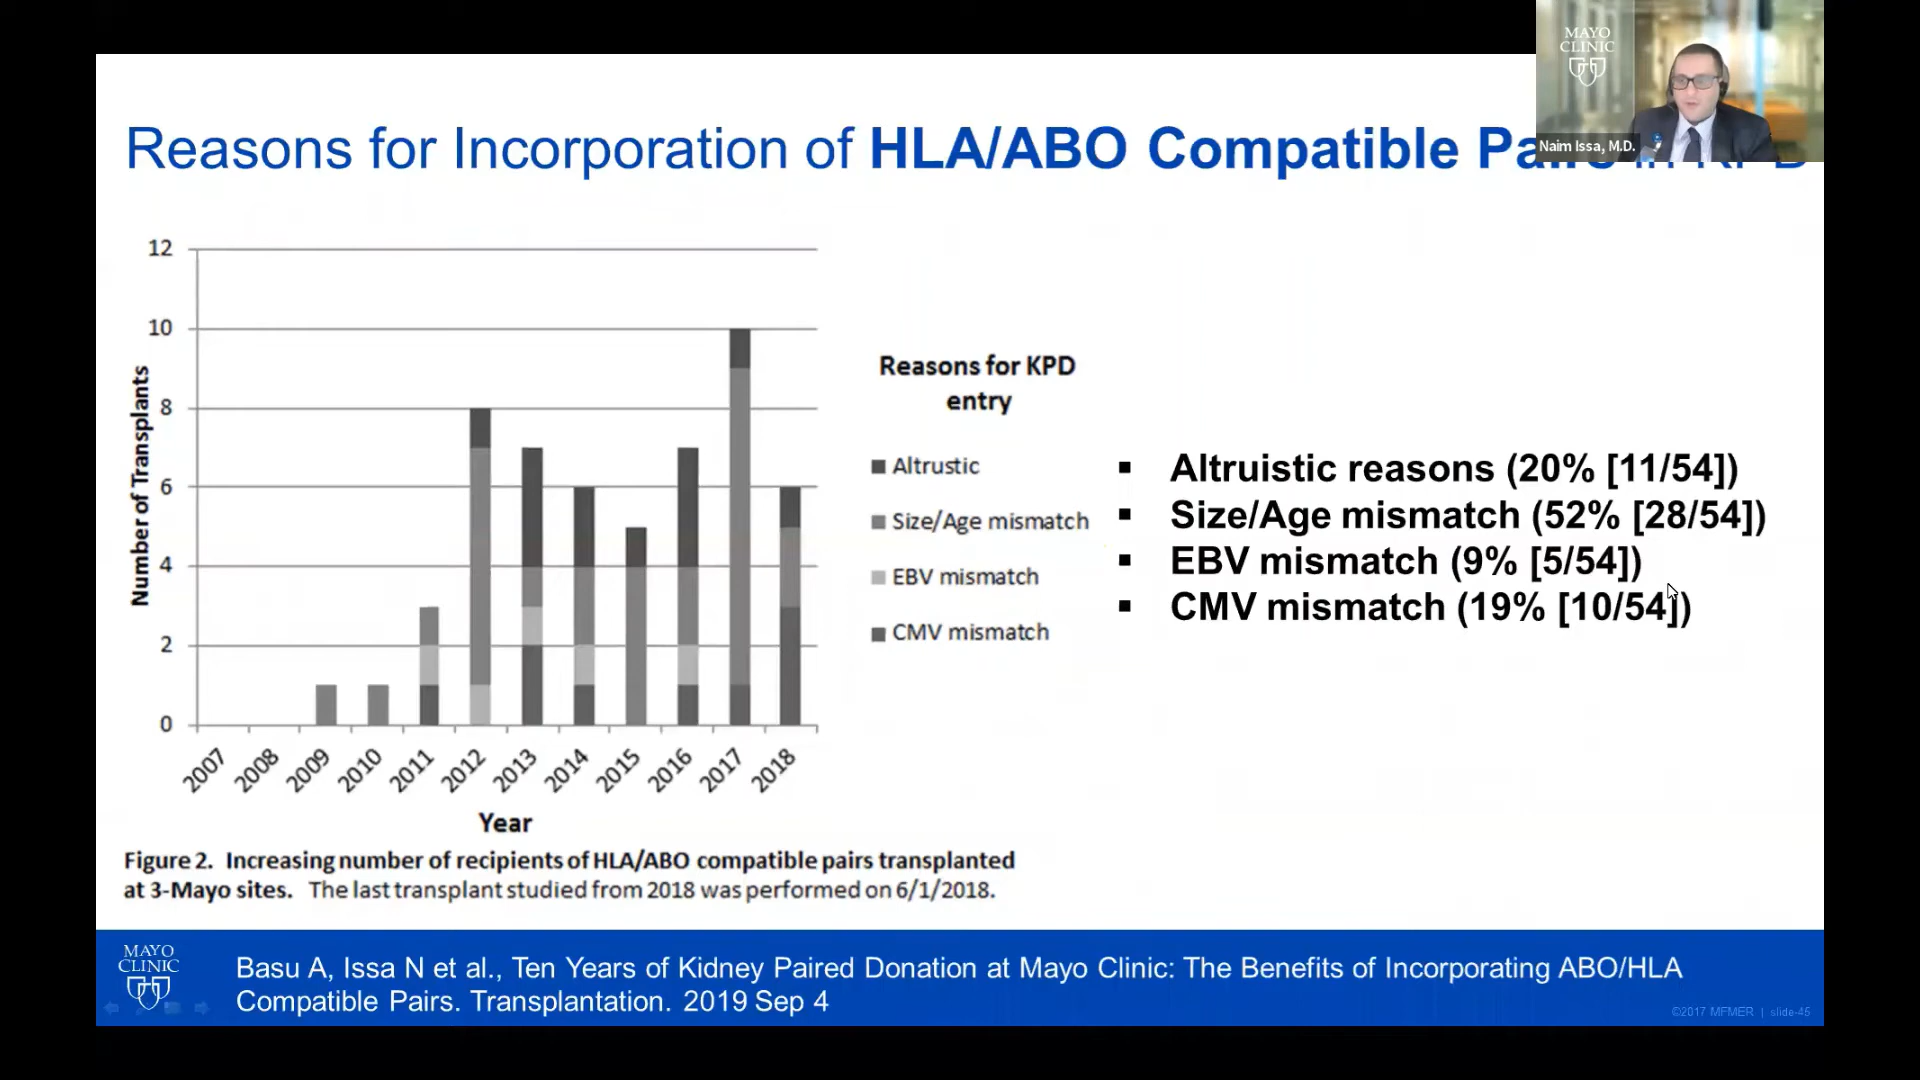 MAYO
CLINIC
Naim Issa, M.D.
Reasons for Incorporation of HLA/ABO Compatible Pairs in KPD
12
10
8
6
4
2
0
Number of Transplants
2007 2008 2009 2010 2011 2012 2013 2014 2015 2016 2017 2018
Year
Reasons for KPD
entry
Altrustic
Size/Age mismatch
EBV mismatch
CMV mismatch
▪ Altruistic reasons (20% [11/54])
▪ Size/Age mismatch (52% [28/54])
▪ EBV mismatch (9% [5/54])
▪ CMV mismatch (19% [10/54])
Figure 2. Increasing number of recipients of HLA/ABO compatible pairs transplanted
at 3-Mayo sites. The last transplant studied from 2018 was performed on 6/1/2018.
MAYO
CLINIC
Basu A, Issa N et al., Ten Years of Kidney Paired Donation at Mayo Clinic: The Benefits of Incorporating ABO/HLA
Compatible Pairs. Transplantation. 2019 Sep 4
©2017 MFMER | slide-45